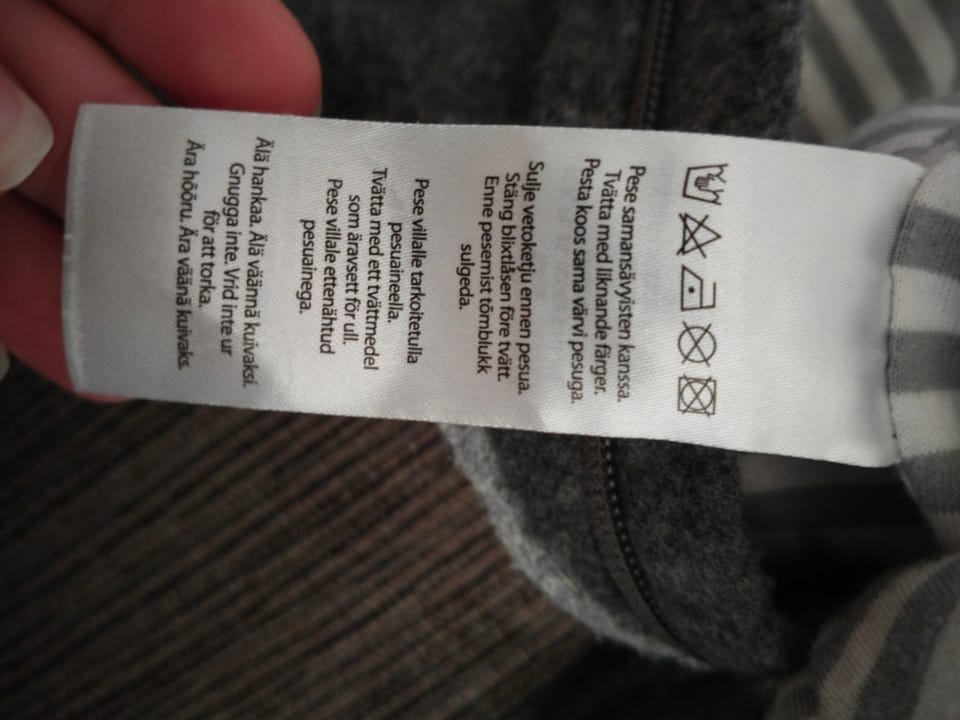 Pese samansävyisten kanssa.
Tvätta med liknande färger.
Pesta koos sama värvi pesuga.
Sulje vetoketju ennen pesua.
Stäng blixtlåsen före tvätt.
Enne pesemist tõmblukk
sulgeda.
Pese villalle tarkoitetulla
pesuaineella.
Tvätta med ett tvättmedel
som äravsett för ull.
Pese villale ettenähtud
pesuainega.
Älä hankaa. Älä väännä kuivaksi.
Gnugga inte. Vrid inte ur
för att torka.
Ära hõõru. Ära väänä kuivaks.